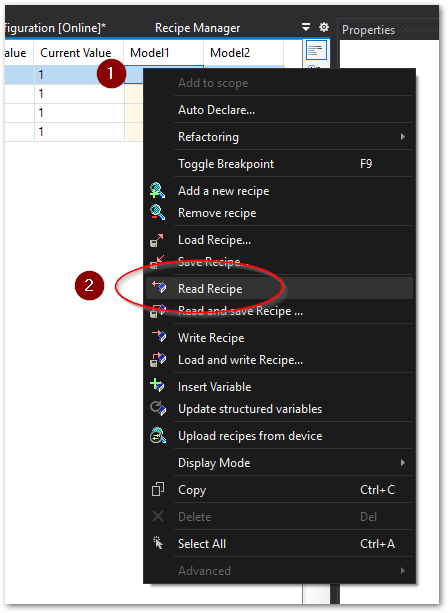 figuration [Online]* Recipe Manager Properties
alue Current Value Model1 Model2
1 1
1
1
1
Add to scope
Auto Declare...
Refactoring
Toggle Breakpoint F9
Add a new recipe
Remove recipe
Load Recipe...
Save Recipe...
2 Read Recipe
Read and save Recipe ...
Write Recipe
Load and write Recipe...
Insert Variable
Update structured variables
Upload recipes from device
Display Mode
Copy Ctrl+C
Delete Del
Select All Ctrl+A
Advanced